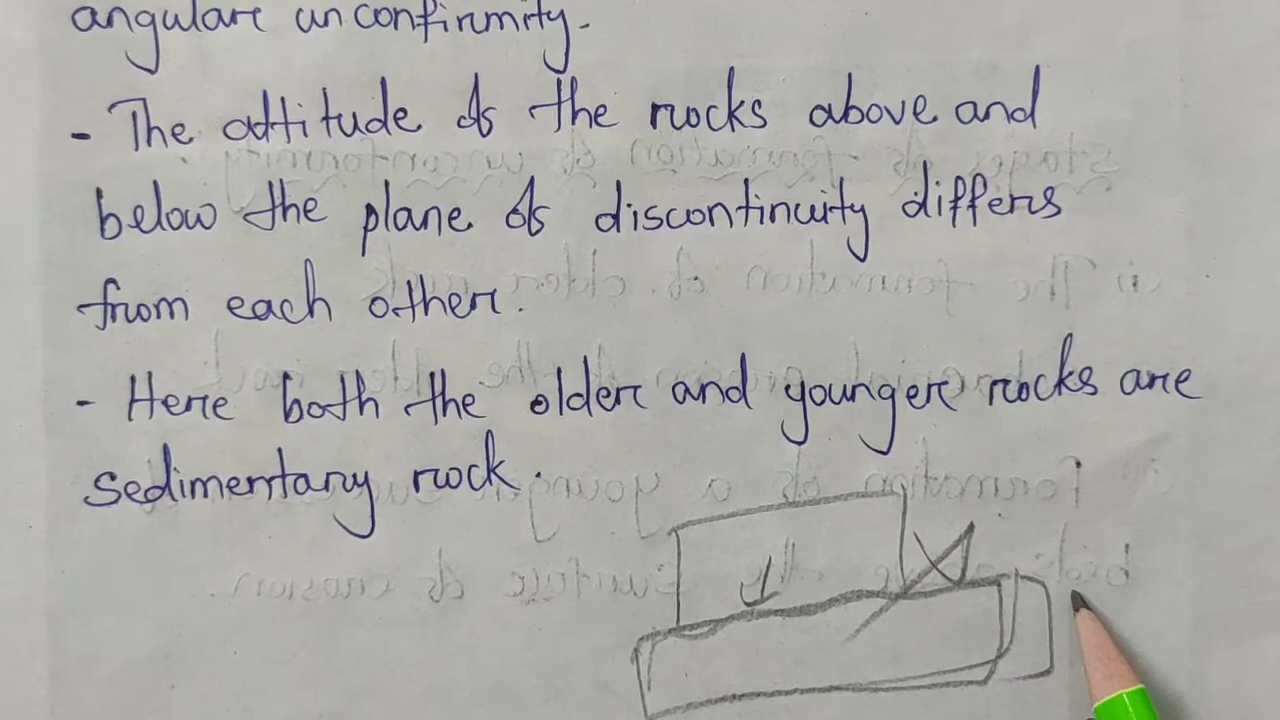 angular unconfirmity.
- The attitude of the rocks above and
below the plane of discontinuity differs
from each other.
- Here both the older and younger rocks are
sedimentary rock.